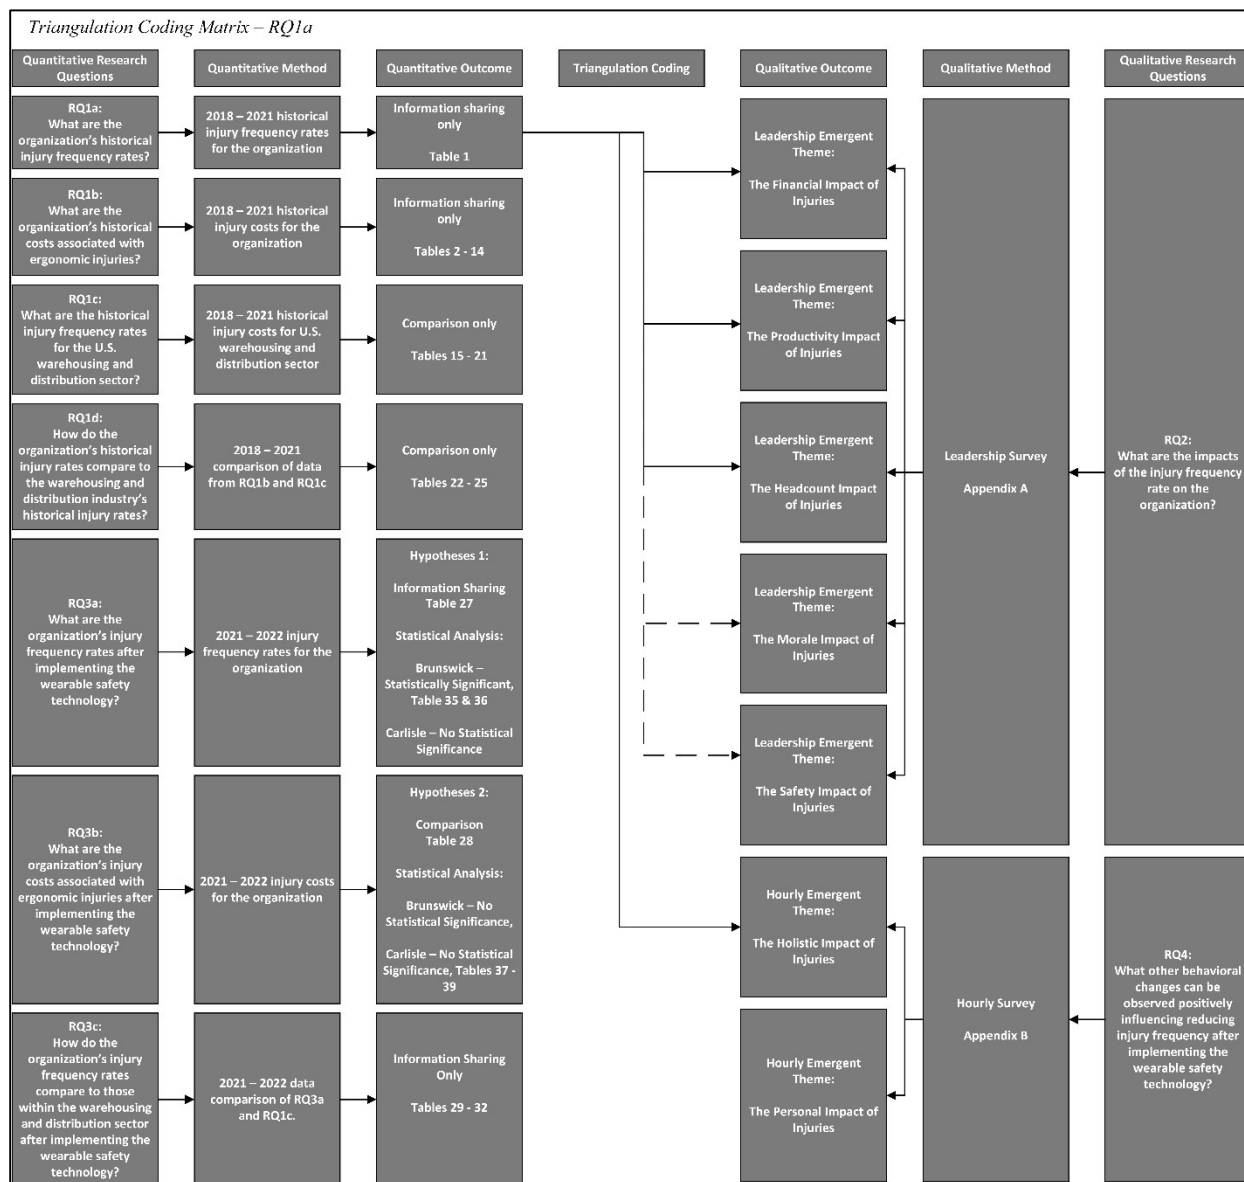 Triangulation Coding Matrix – RQ1a
Quantitative Research
Questions
Quantitative Method
Quantitative Outcome
Triangulation Coding
Qualitative Outcome
Qualitative Method
Qualitative Research
Questions
RQ1a:
What are the
organization's historical
injury frequency rates?
2018 – 2021 historical
injury frequency rates
for the organization
Information sharing
only
Table 1
RQ1b:
What are the
organization's historical
costs associated with
ergonomic injuries?
2018 – 2021 historical
injury costs for the
organization
Information sharing
only
Tables 2 - 14
RQ1c:
What are the historical
injury frequency rates
for the U.S.
warehousing and
distribution sector?
2018 – 2021 historical
injury costs for U.S.
warehousing and
distribution sector
Comparison only
Tables 15 - 21
RQ1d:
How do the
organization's historical
injury rates compare to
the warehousing and
distribution industry's
historical injury rates?
2018 – 2021
comparison of data
from RQ1b and RQ1c
Comparison only
Tables 22 - 25
RQ3a:
What are the
organization's injury
frequency rates after
implementing the
wearable safety
technology?
2021 – 2022 injury
frequency rates for the
organization
Hypotheses 1:
Information Sharing
Table 27
Statistical Analysis:
Brunswick –
Statistically Significant,
Table 35 & 36
Carlisle – No Statistical
Significance
RQ3b:
What are the
organization's injury
costs associated with
ergonomic injuries after
implementing the
wearable safety
technology?
2021 – 2022 injury costs
for the organization
Hypotheses 2:
Comparison
Table 28
Statistical Analysis:
Brunswick – No
Statistical Significance,
Carlisle – No Statistical
Significance, Tables 37 -
39
RQ3c:
How do the
organization's injury
frequency rates
compare to those
within the warehousing
and distribution sector
after implementing the
wearable safety
technology?
2021 – 2022 data
comparison of RQ3a
and RQ1c.
Information Sharing
Only
Tables 29 - 32
Leadership Emergent
Theme:
The Financial Impact of
Injuries
Leadership Emergent
Theme:
The Productivity Impact
of Injuries
Leadership Emergent
Theme:
The Headcount Impact
of Injuries
Leadership Emergent
Theme:
The Morale Impact of
Injuries
Leadership Emergent
Theme:
The Safety Impact of
Injuries
Leadership Survey
Appendix A
RQ2:
What are the impacts
of the injury frequency
rate on the
organization?
Hourly Emergent
Theme:
The Holistic Impact of
Injuries
Hourly Emergent
Theme:
The Personal Impact of
Injuries
Hourly Survey
Appendix B
RQ4:
What other behavioral
changes can be
observed positively
influencing reducing
injury frequency after
implementing the
wearable safety
technology?